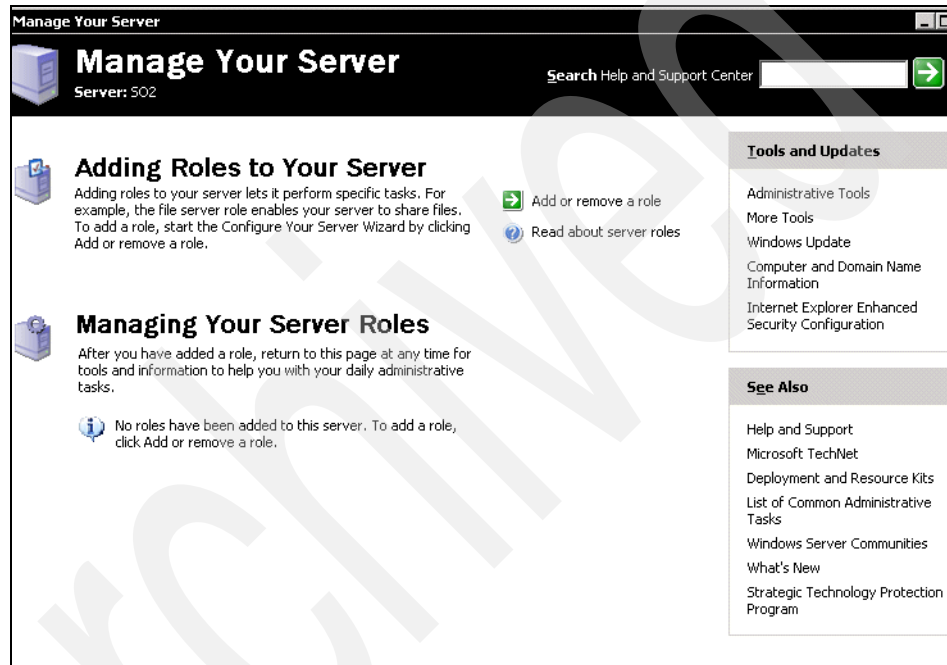 Manage Your Server
Manage Your Server
Server: SO2
Search Help and Support Center
Adding Roles to Your Server
Adding roles to your server lets it perform specific tasks. For
example, the file server role enables your server to share files.
To add a role, start the Configure Your Server Wizard by clicking
Add or remove a role.
Add or remove a role
Read about server roles
Managing Your Server Roles
After you have added a role, return to this page at any time for
tools and information to help you with your daily administrative
tasks.
No roles have been added to this server. To add a role,
click Add or remove a role.
Tools and Updates
Administrative Tools
More Tools
Windows Update
Computer and Domain Name
Information
Internet Explorer Enhanced
Security Configuration
See Also
Help and Support
Microsoft TechNet
Deployment and Resource Kits
List of Common Administrative
Tasks
Windows Server Communities
What's New
Strategic Technology Protection
Program
rchived